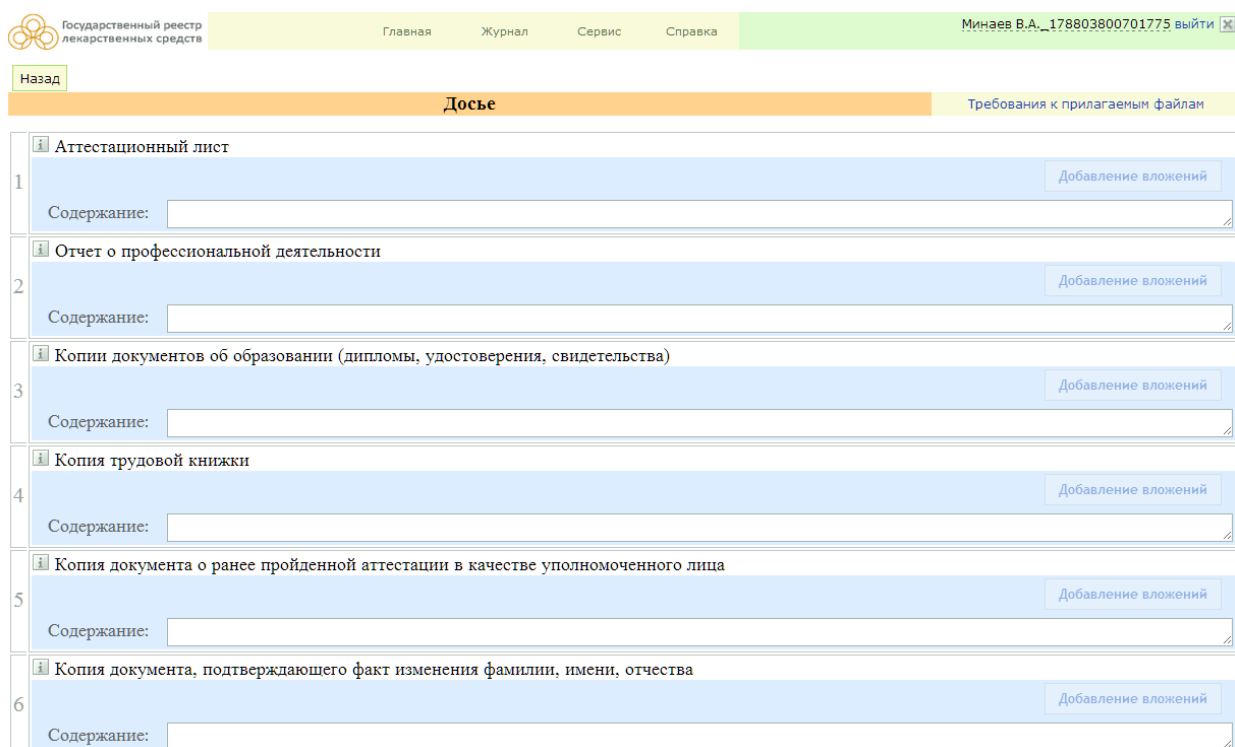 Государственный реестр
лекарственных средств
Главная Журнал Сервис Справка
Минаев В.А._178803800701775 выйти
Назад
Досье
Требования к прилагаемым файлам
1
Аттестационный лист
Добавление вложений
Содержание:
2
Отчет о профессиональной деятельности
Добавление вложений
Содержание:
3
Копии документов об образовании (дипломы, удостоверения, свидетельства)
Добавление вложений
Содержание:
4
Копия трудовой книжки
Добавление вложений
Содержание:
5
Копия документа о ранее пройденной аттестации в качестве уполномоченного лица
Добавление вложений
Содержание:
6
Копия документа, подтверждающего факт изменения фамилии, имени, отчества
Добавление вложений
Содержание: